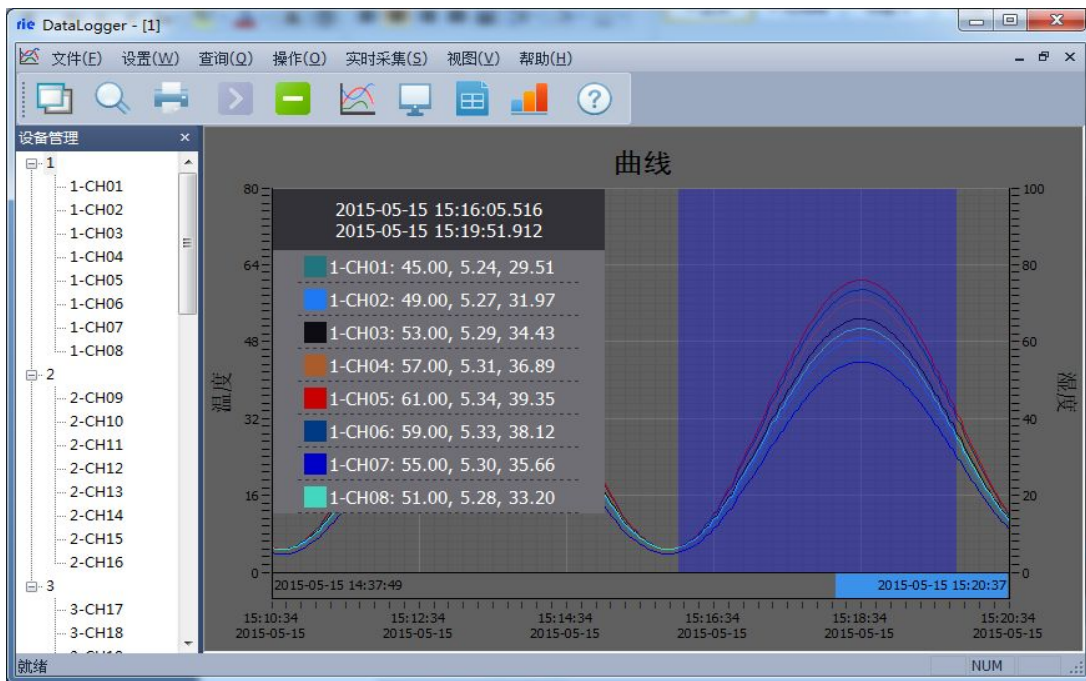 rie DataLogger - [1]
文件(F) 设置(W) 查询(Q) 操作(O) 实时采集(S) 视图(V) 帮助(H)
设备管理
1
1-CH01
1-CH02
1-CH03
1-CH04
1-CH05
1-CH06
1-CH07
1-CH08
2
2-CH09
2-CH10
2-CH11
2-CH12
2-CH13
2-CH14
2-CH15
2-CH16
3
3-CH17
3-CH18
曲线
80
64
48
32
16
0
温度
2015-05-15 15:16:05.516
2015-05-15 15:19:51.912
1-CH01: 45.00, 5.24, 29.51
1-CH02: 49.00, 5.27, 31.97
1-CH03: 53.00, 5.29, 34.43
1-CH04: 57.00, 5.31, 36.89
1-CH05: 61.00, 5.34, 39.35
1-CH06: 59.00, 5.33, 38.12
1-CH07: 55.00, 5.30, 35.66
1-CH08: 51.00, 5.28, 33.20
100
80
60
40
20
0
湿度
2015-05-15 14:37:49 2015-05-15 15:20:37
15:10:34 15:12:34 15:14:34 15:16:34 15:18:34 15:20:34
2015-05-15 2015-05-15 2015-05-15 2015-05-15 2015-05-15 2015-05-15
就绪 NUM